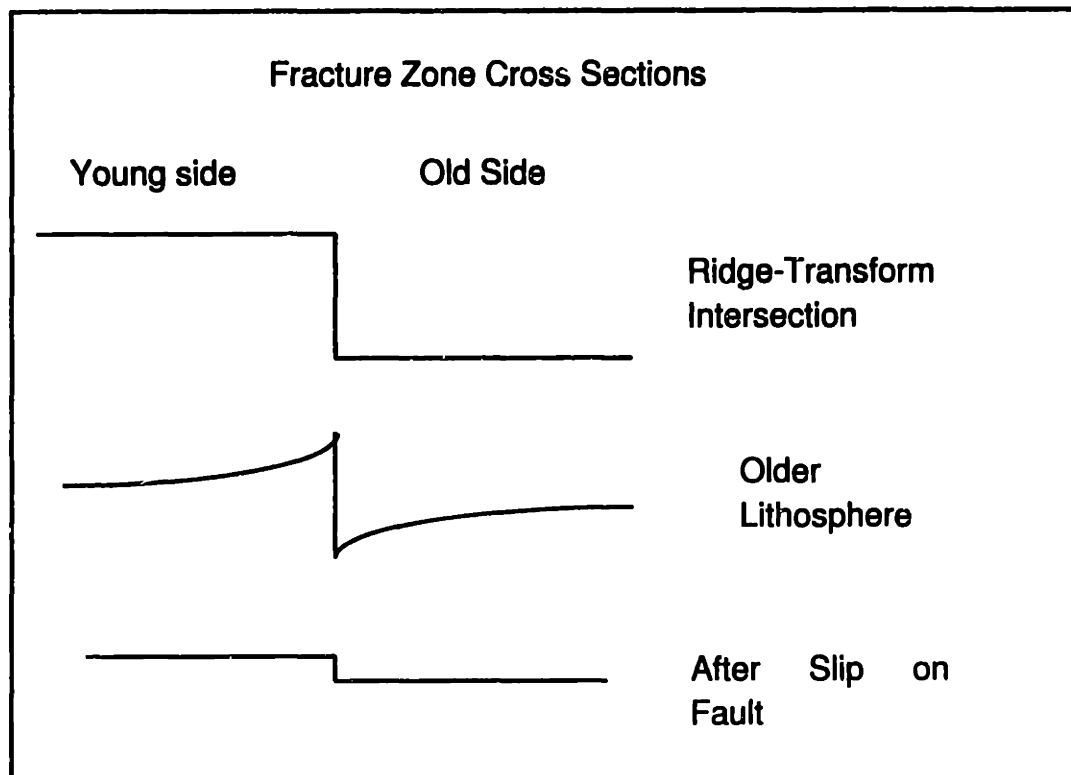 Fracture Zone Cross Sections
Young side
Old Side
Ridge-Transform
Intersection
Older
Lithosphere
After Slip on
Fault